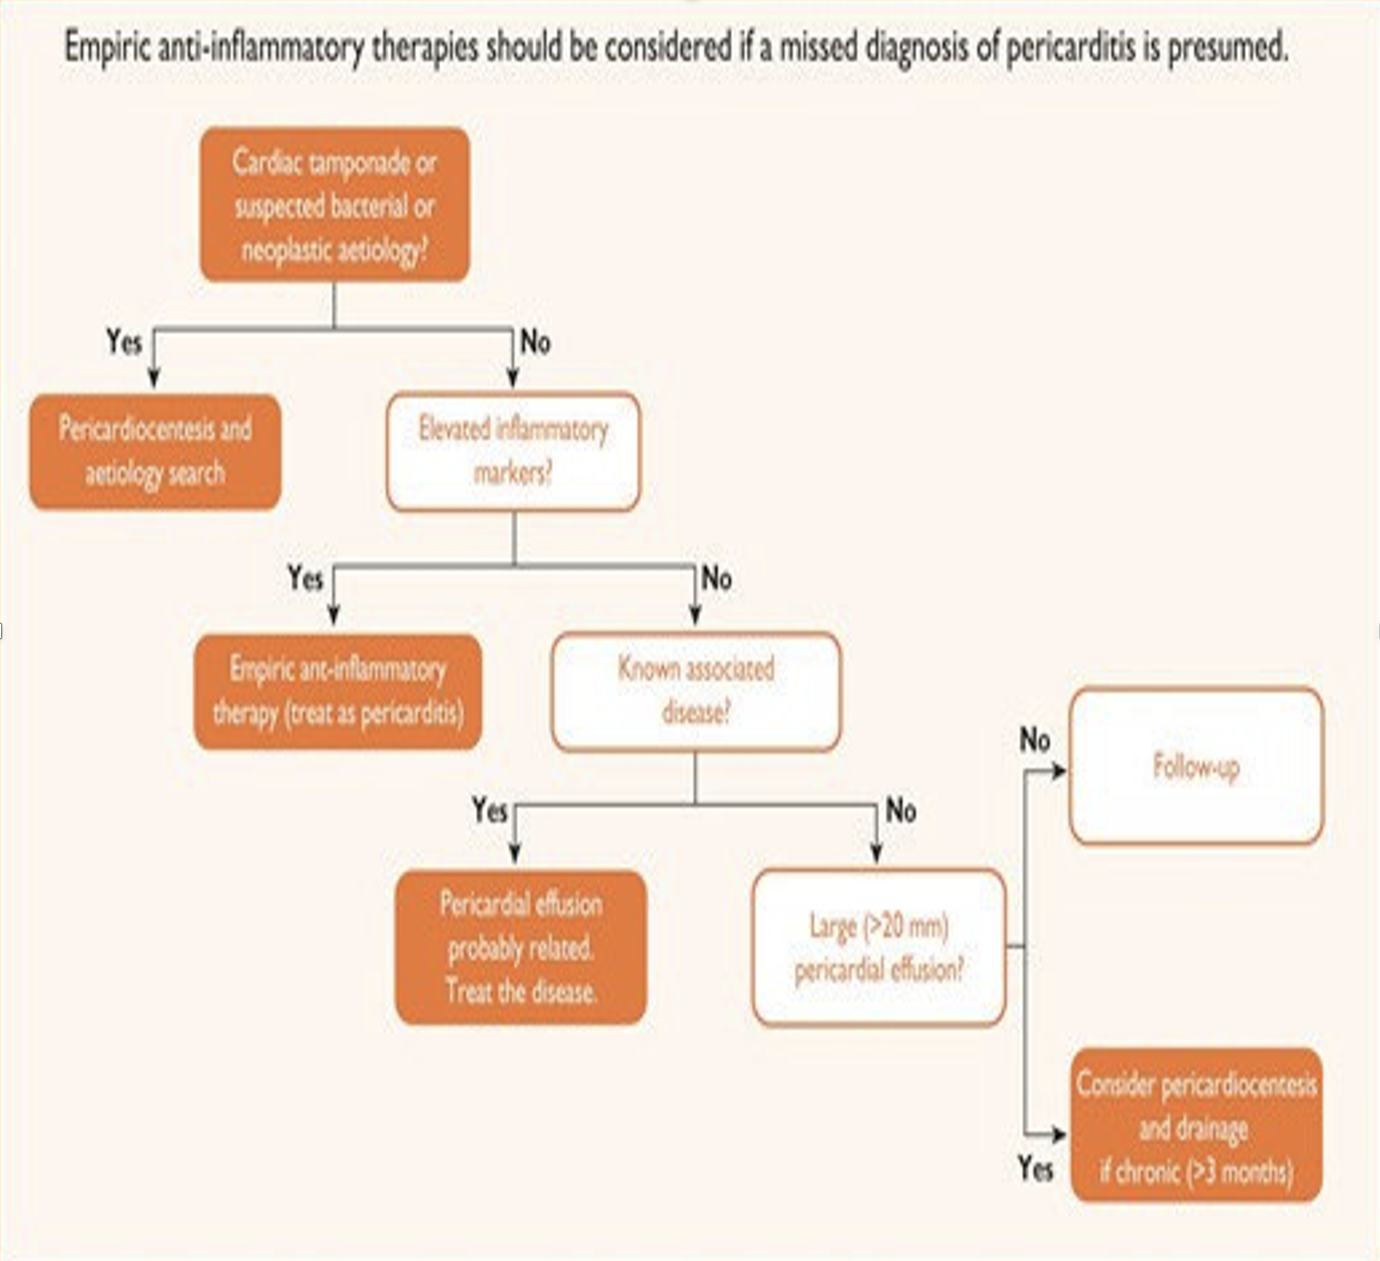 Empiric anti-inflammatory therapies should be considered if a missed diagnosis of pericarditis is presumed.
Cardiac tamponade or
suspected bacterial or
neoplastic aetiology?
Yes
No
Pericardiocentesis and
aetiology search
Elevated inflammatory
markers?
Yes
No
Empiric ant-inflammatory
therapy (treat as pericarditis)
Known associated
disease?
Yes
No
Pericardial effusion
probably related.
Treat the disease.
Large (>20 mm)
pericardial effusion?
No
Follow-up
Yes
Consider pericardiocentesis
and drainage
if chronic (>3 months)